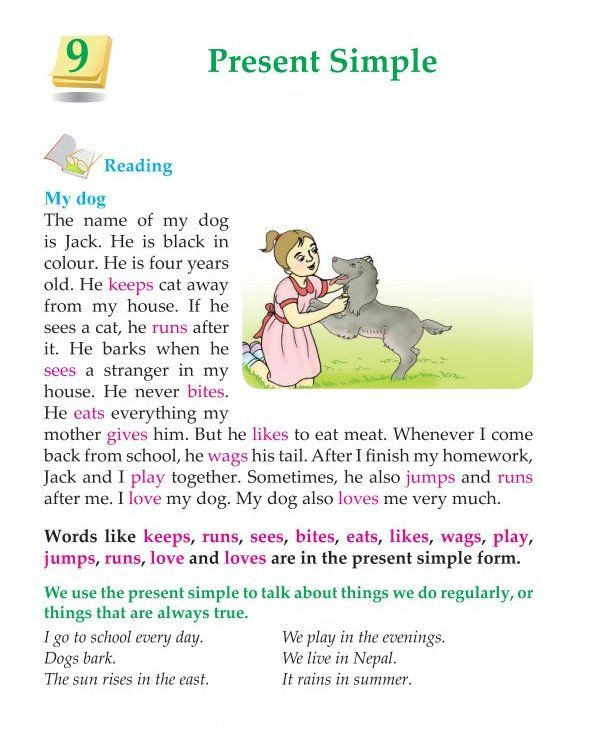 9
Present Simple
Reading
My dog
The name of my dog
is Jack. He is black in
colour. He is four years
old. He keeps cat away
from my house. If he
sees a cat, he runs after
it. He barks when he
sees a stranger in my
house. He never bites.
He eats everything my
mother gives him. But he likes to eat meat. Whenever I come
back from school, he wags his tail. After I finish my homework,
Jack and I play together. Sometimes, he also jumps and runs
after me. I love my dog. My dog also loves me very much.
Words like keeps, runs, sees, bites, eats, likes, wags, play,
jumps, runs, love and loves are in the present simple form.
We use the present simple to talk about things we do regularly, or
things that are always true.
I go to school every day.
Dogs bark.
The sun rises in the east.
We play in the evenings.
We live in Nepal.
It rains in summer.